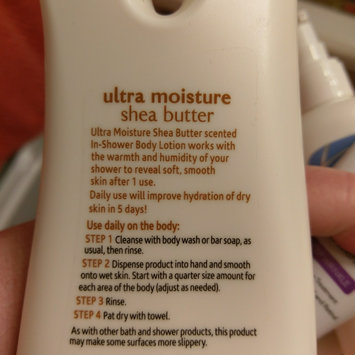 ultra moisture
shea butter
Ultra Moisture Shea Butter scented
In-Shower Body Lotion works with
the warmth and humidity of your
shower to reveal soft, smooth
skin after 1 use.
Daily use will improve hydration of dry
skin in 5 days!
Use daily on the body:
STEP 1 Cleanse with body wash or bar soap, as
usual, then rinse.
STEP 2 Dispense product into hand and smooth
onto wet skin. Start with a quarter size amount for
each area of the body (adjust as needed).
STEP 3 Rinse.
STEP 4 Pat dry with towel.
As with other bath and shower products, this product
may make some surfaces more slippery.